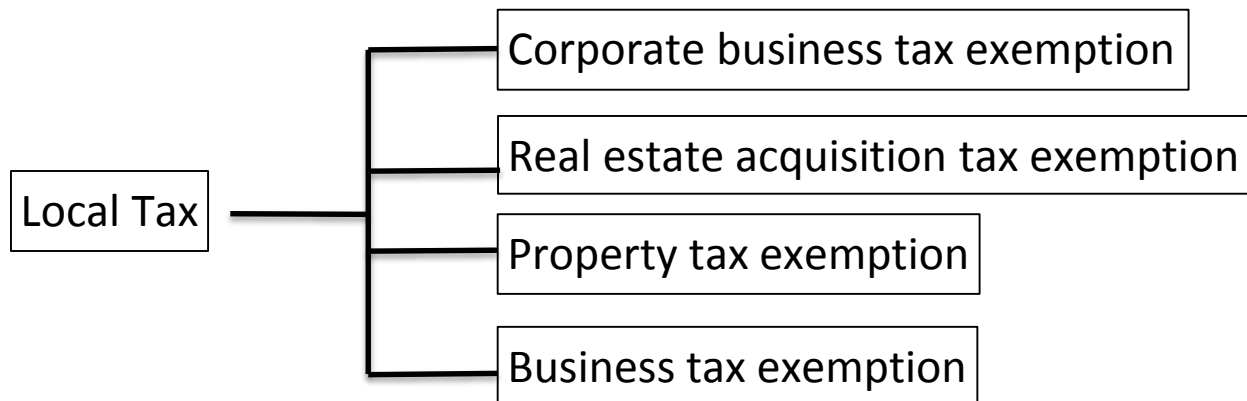 Corporate business tax exemption
Real estate acquisition tax exemption
Local Tax
Property tax exemption
Business tax exemption